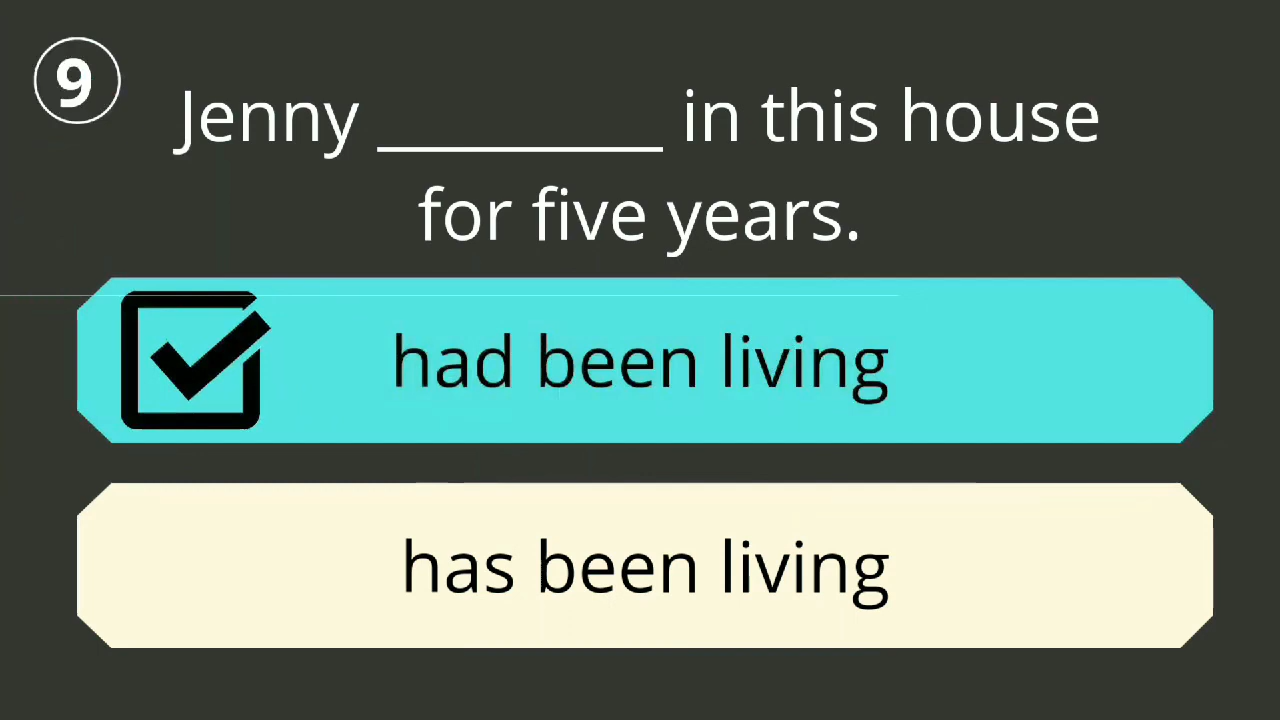 9
Jenny __________ in this house
for five years.
had been living
has been living